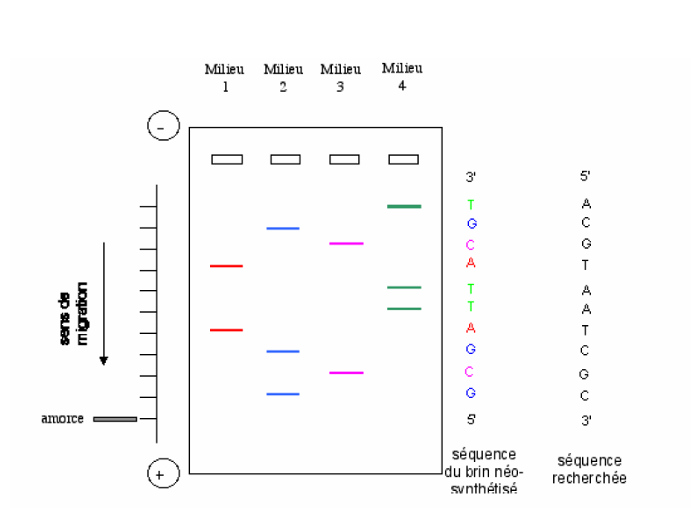 Milieu Milieu Milieu Milieu
1 2 3 4
−
3' 5'
T A
G C
C G
A T
T A
T A
A T
G C
C G
G C
5' 3'
sens de
migration
amorce
+
séquence
du brin néo-
synthétisé
séquence
recherchée